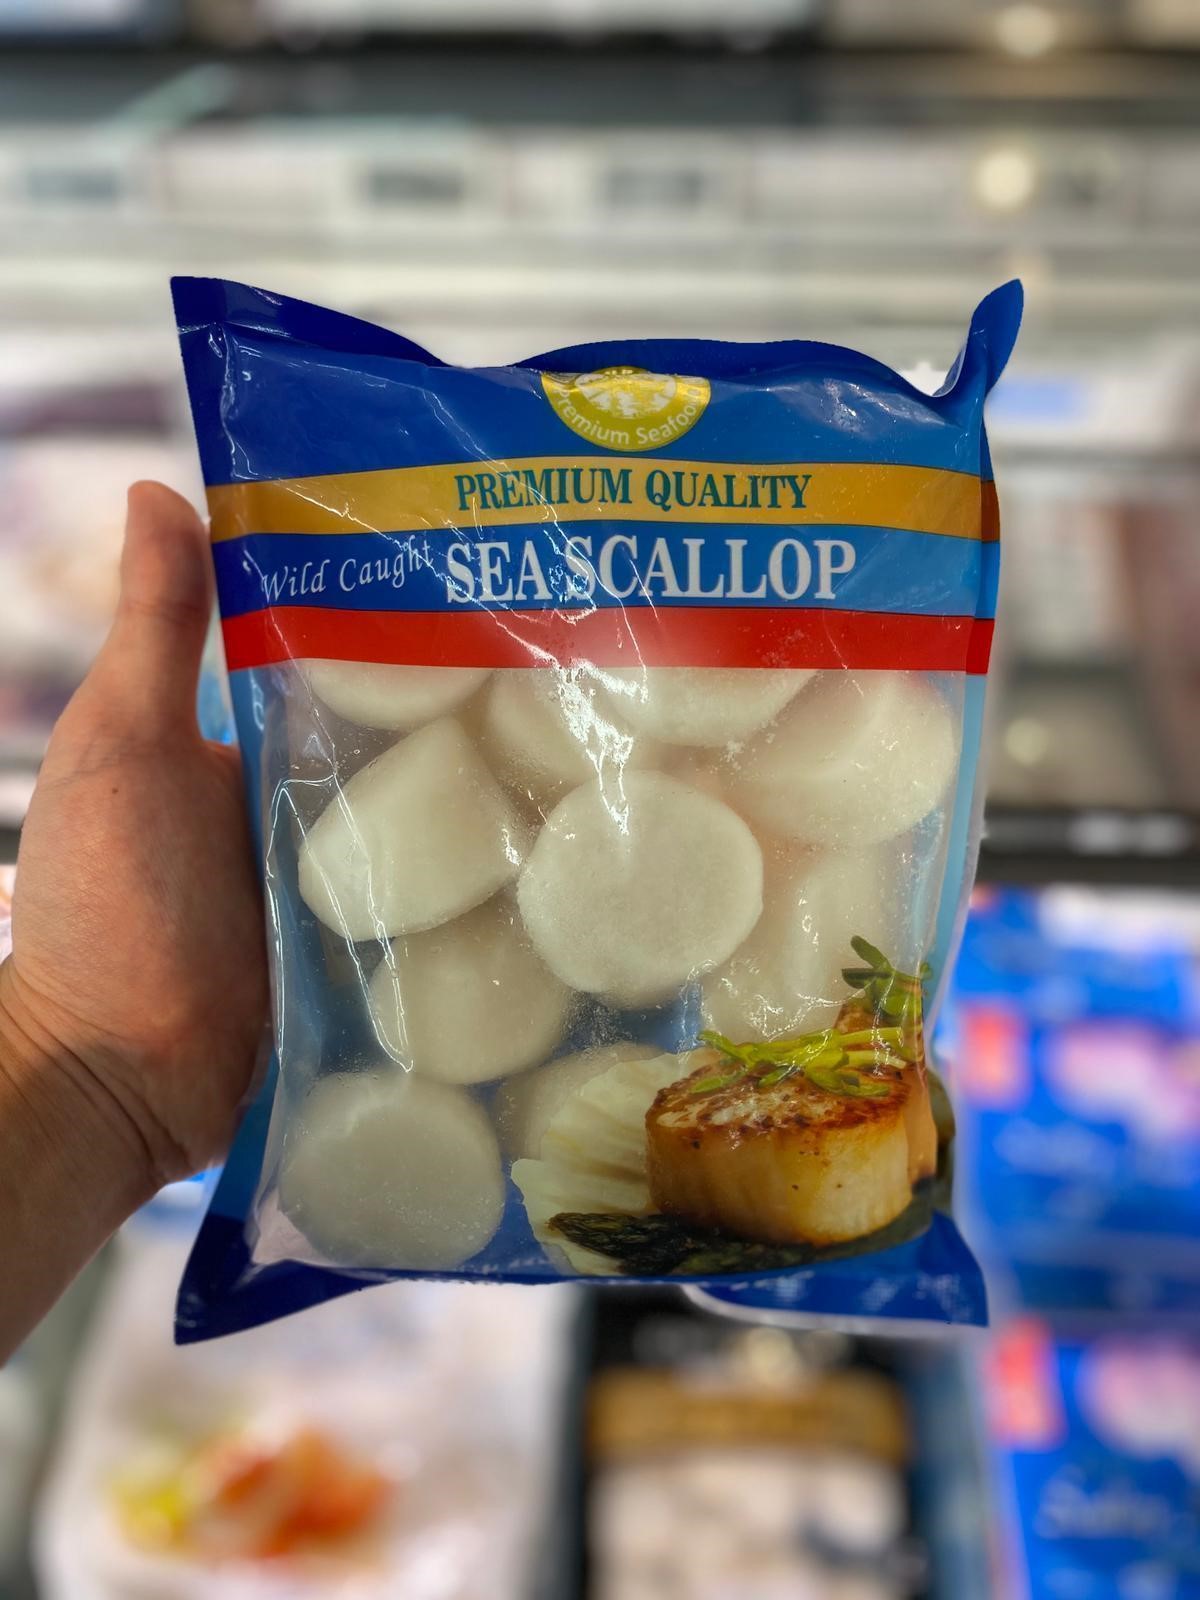 Premium Seafood
PREMIUM QUALITY
Wild Caught SEA SCALLOP